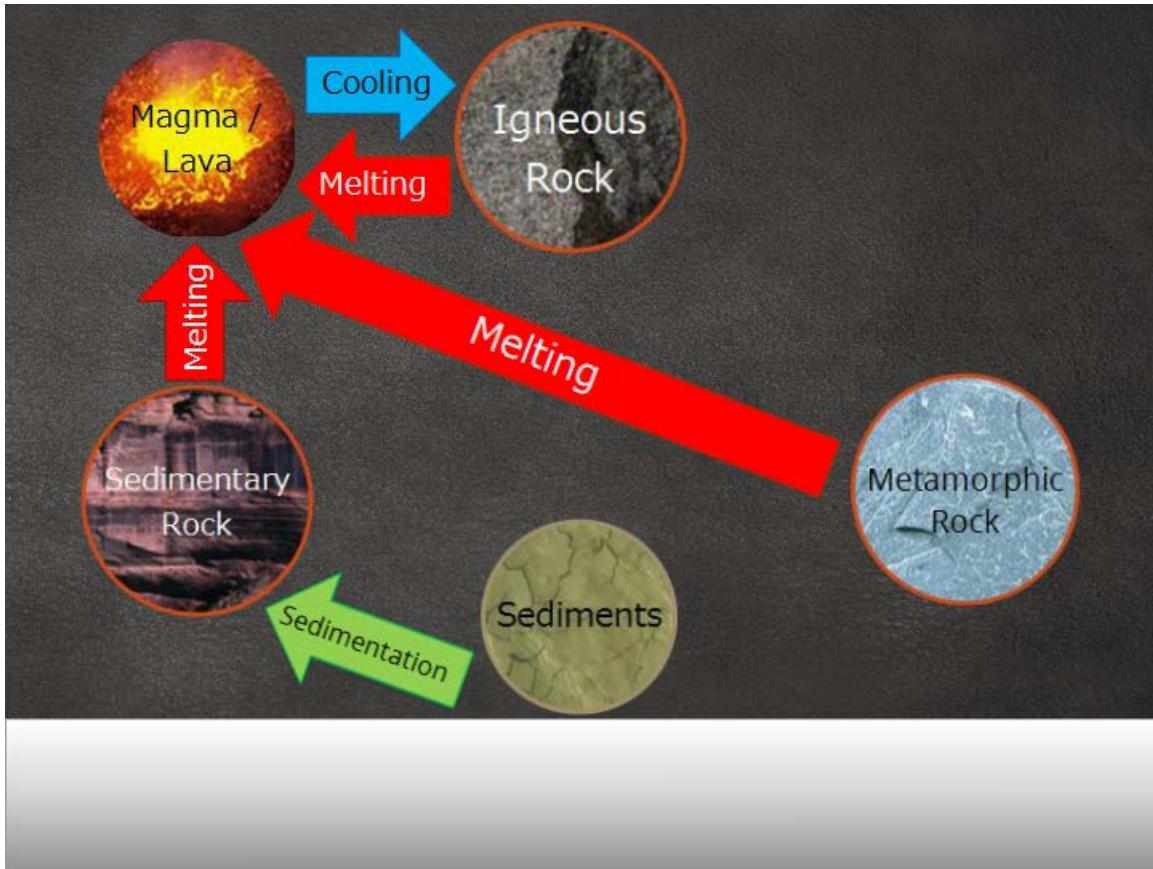 Magma /
Lava
Cooling
Igneous
Rock
Melting
Melting
Melting
Sedimentary
Rock
Metamorphic
Rock
Sedimentation
Sediments